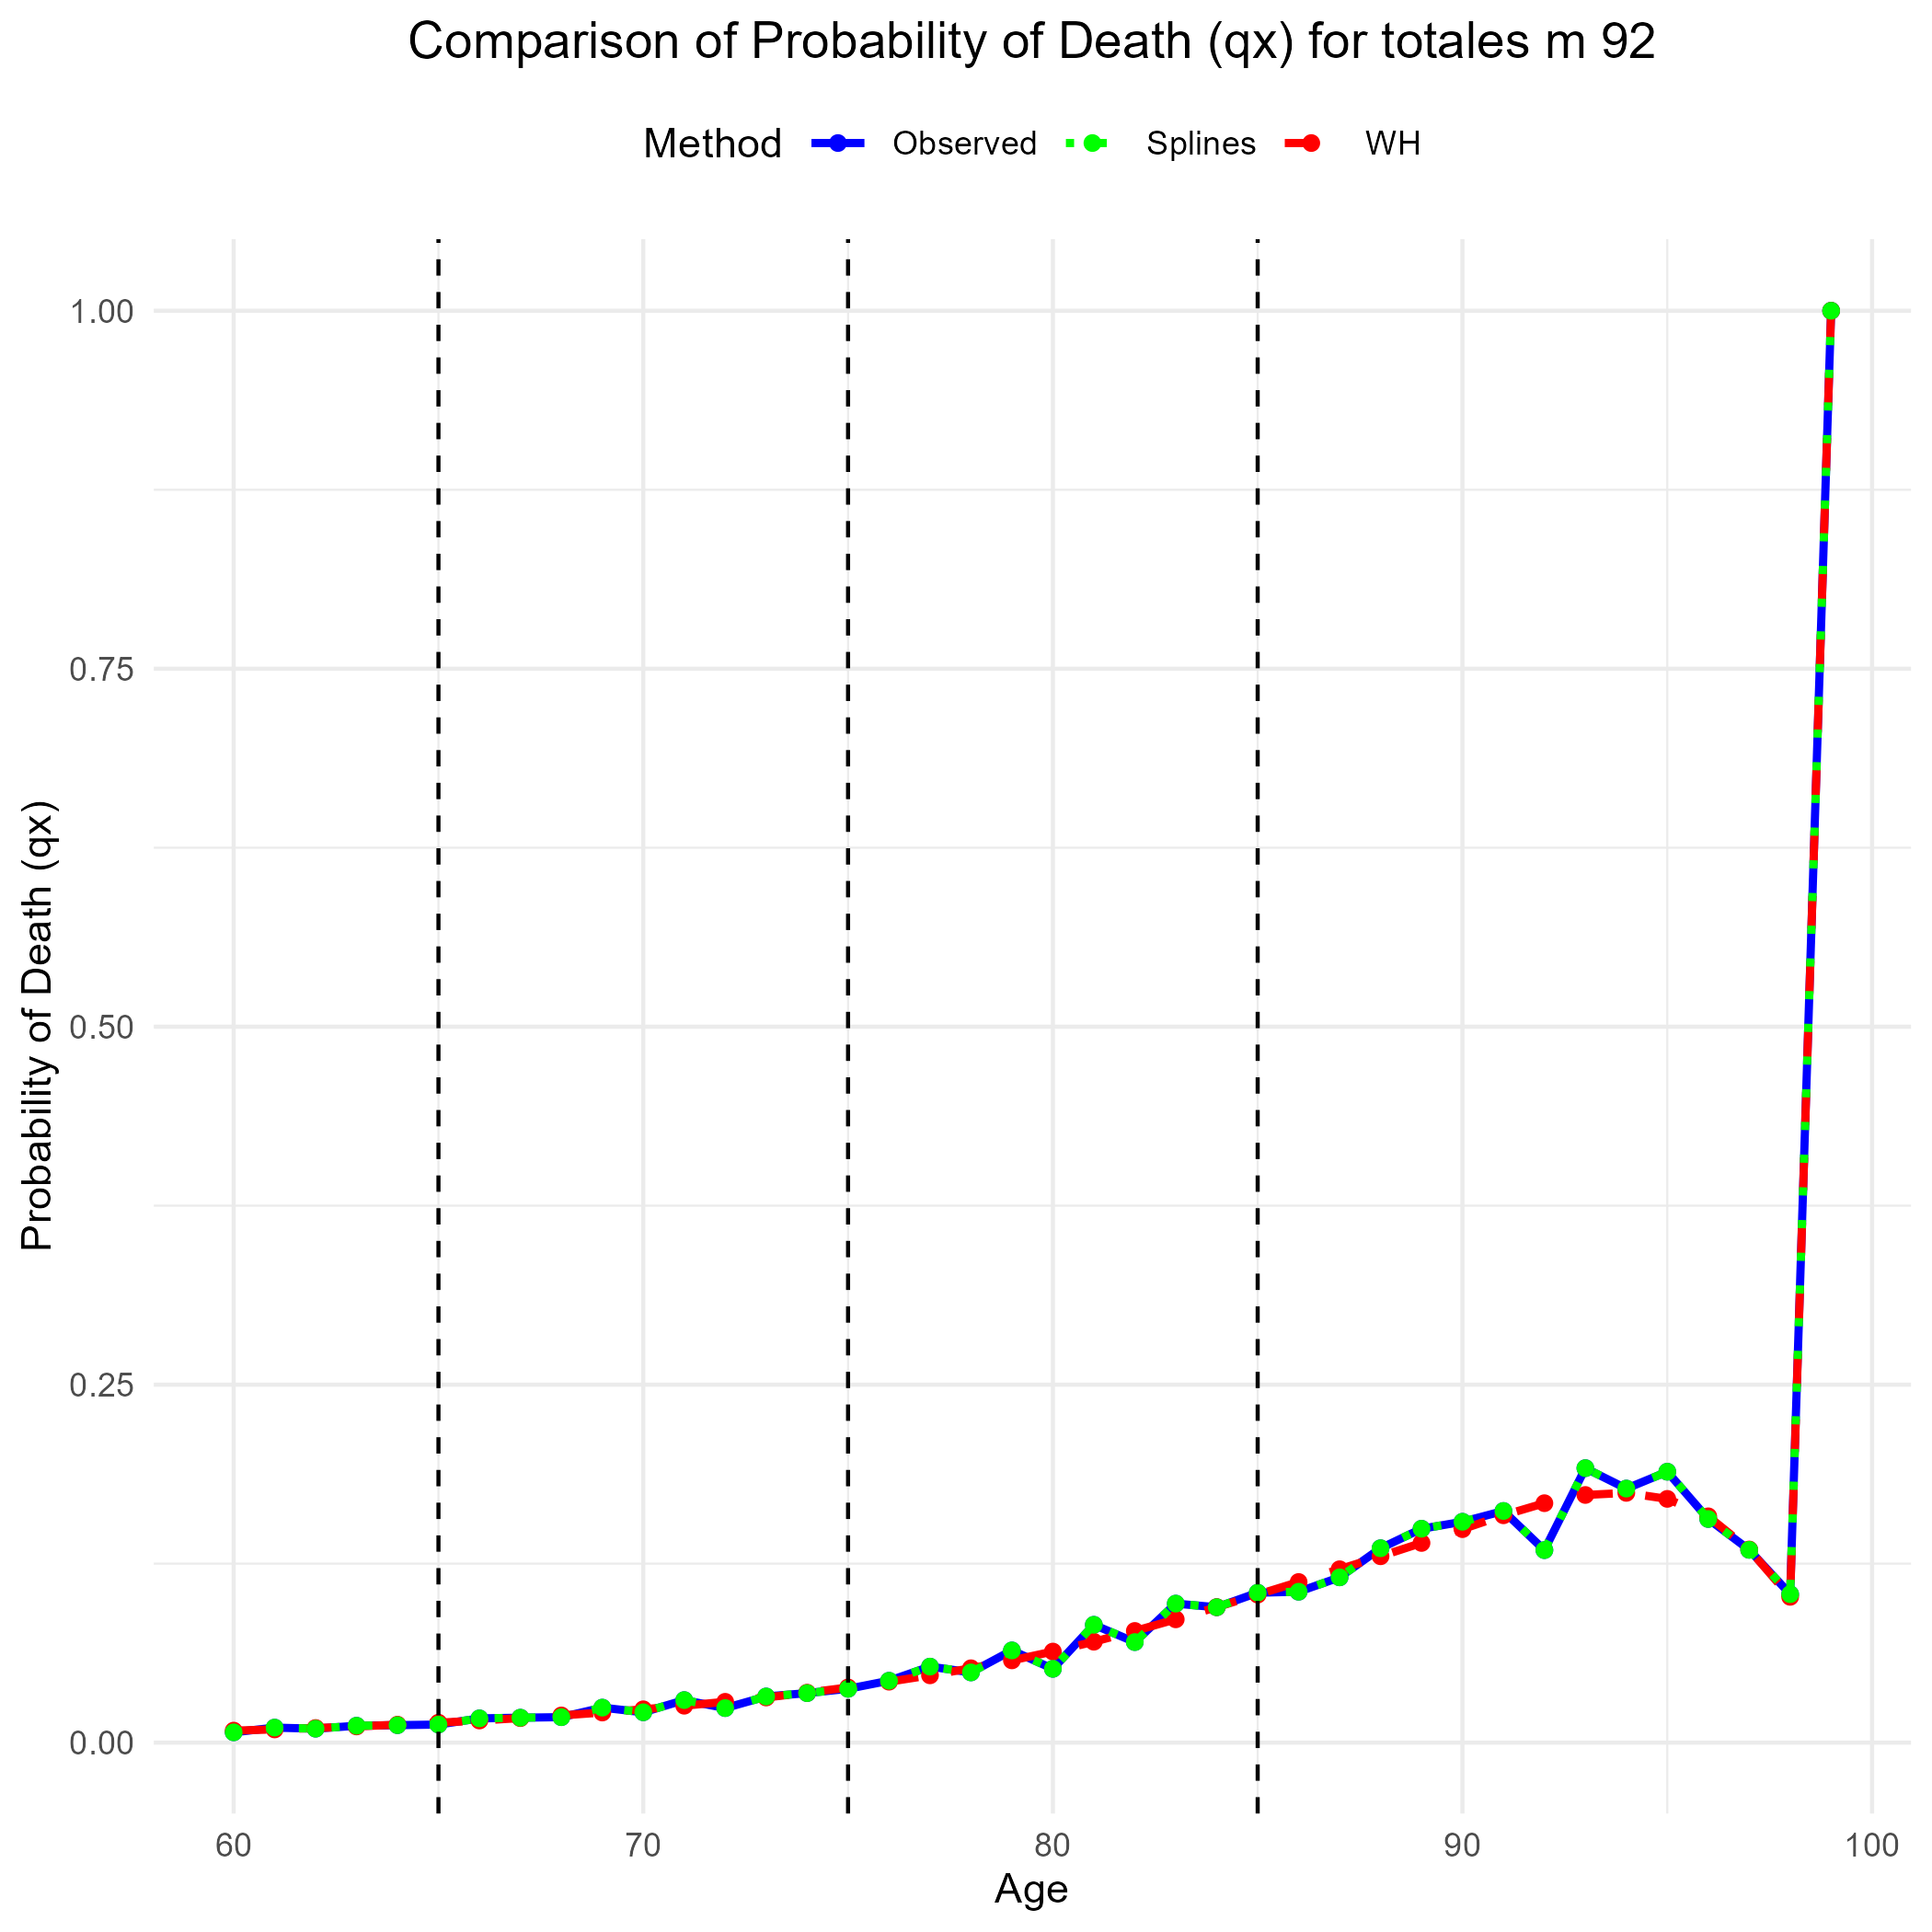 Comparison of Probability of Death (qx) for totales m 92
Method Observed Splines WH
1.00
0.75
0.50
0.25
0.00
Probability of Death (qx)
60 70 80 90 100
Age